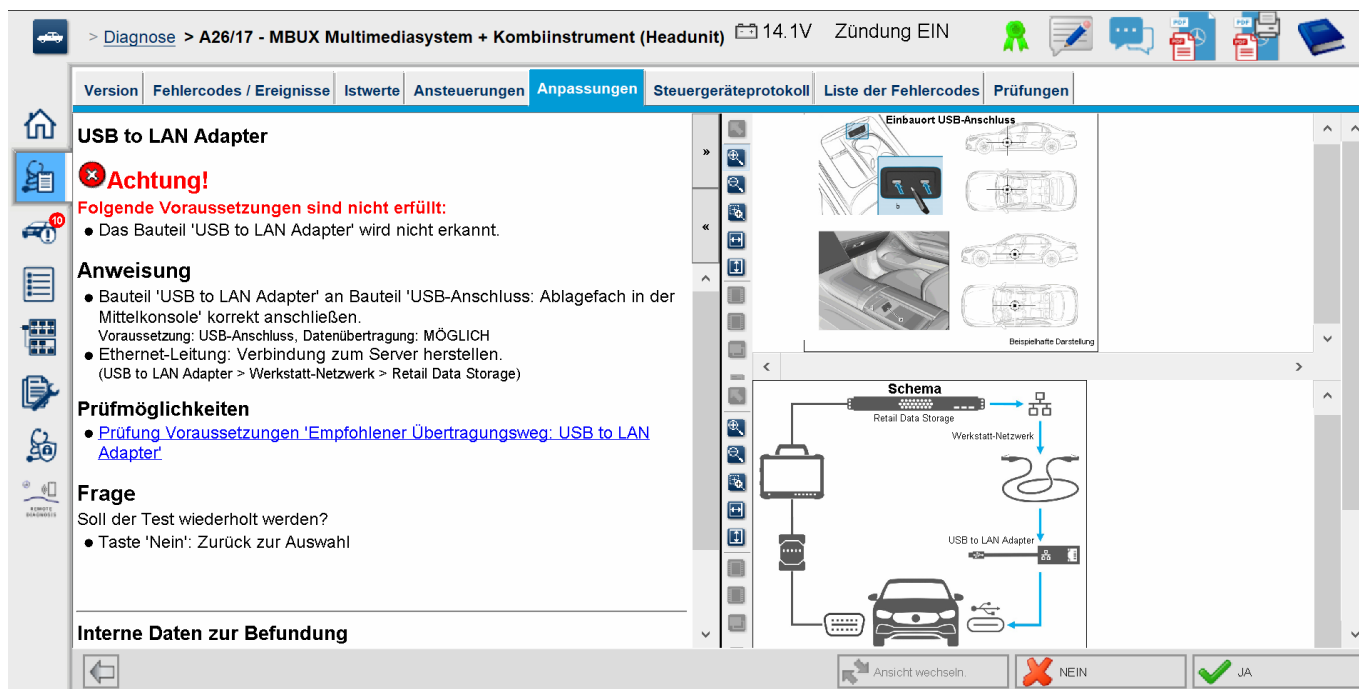 > Diagnose > A26/17 - MBUX Multimediasystem + Kombiinstrument (Headunit) 14.1V Zündung EIN
PDF PDF
Version Fehlercodes / Ereignisse Istwerte Ansteuerungen Anpassungen Steuergeräteprotokoll Liste der Fehlercodes Prüfungen
10
REMOTE
DIAGNOSIS
USB to LAN Adapter
Achtung!
Folgende Voraussetzungen sind nicht erfüllt:
● Das Bauteil 'USB to LAN Adapter' wird nicht erkannt.
Anweisung
● Bauteil 'USB to LAN Adapter' an Bauteil 'USB-Anschluss: Ablagefach in der
Mittelkonsole' korrekt anschließen.
Voraussetzung: USB-Anschluss, Datenübertragung: MÖGLICH
● Ethernet-Leitung: Verbindung zum Server herstellen.
(USB to LAN Adapter > Werkstatt-Netzwerk > Retail Data Storage)
Prüfmöglichkeiten
● Prüfung Voraussetzungen 'Empfohlener Übertragungsweg: USB to LAN
Adapter'
Frage
Soll der Test wiederholt werden?
● Taste 'Nein': Zurück zur Auswahl
Interne Daten zur Befundung
»
«
Einbauort USB-Anschluss
b
Beispielhafte Darstellung
Schema
Retail Data Storage
Werkstatt-Netzwerk
USB to LAN Adapter
Ansicht wechseln. NEIN JA